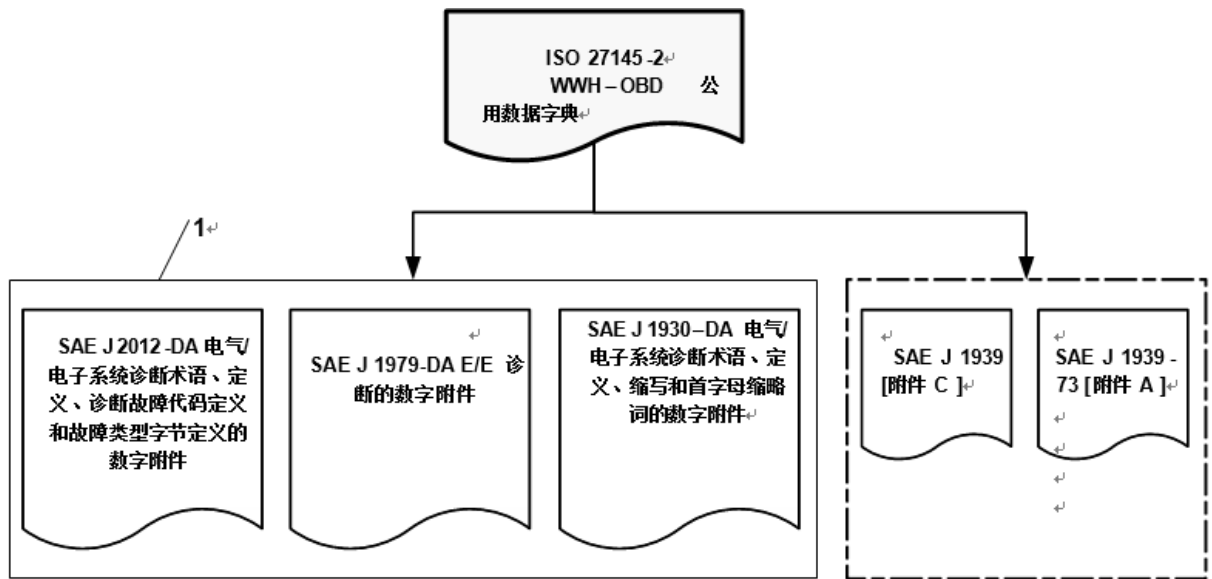 ISO 27145-2
WWH – OBD 公
用数据字典
1
SAE J 2012 -DA 电气/
电子系统诊断术语、定
义、诊断故障代码定义
和故障类型字节定义的
数字附件
SAE J 1979-DA E/E 诊
断的数字附件
SAE J 1930–DA 电气/
电子系统诊断术语、定
义、缩写和首字母缩略
词的数字附件
SAE J 1939
[附件 C ]
SAE J 1939 -
73 [附件 A ]